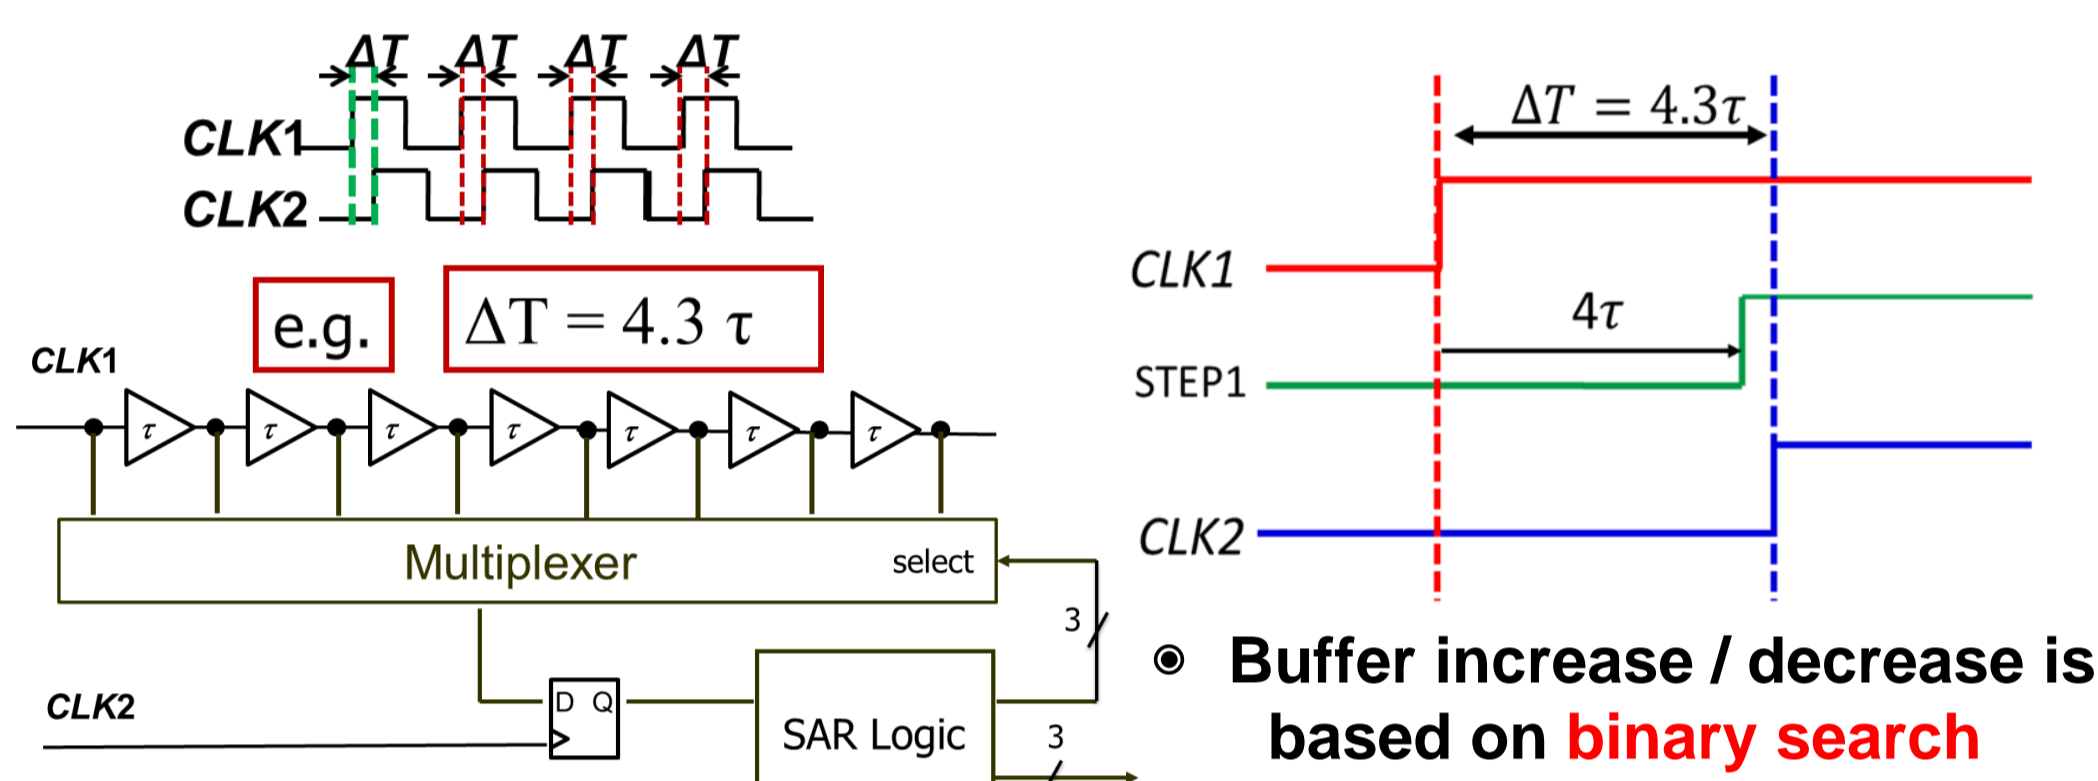 ΔT ΔT ΔT ΔT
CLK1
CLK2
e.g.
ΔT = 4.3 τ
CLK1
τ τ τ τ τ τ τ
Multiplexer
select
3
CLK2
D Q
SAR Logic
3
ΔT = 4.3τ
CLK1
4τ
STEP1
CLK2
Buffer increase / decrease is
based on binary search